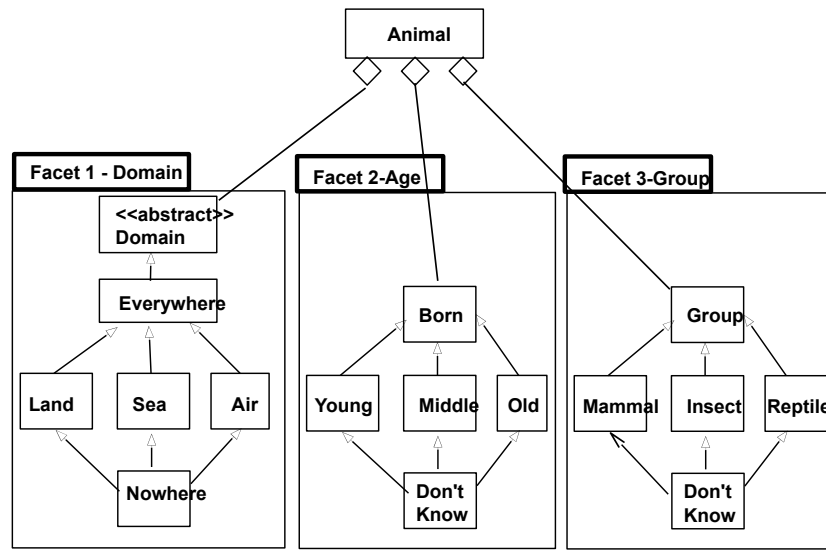 Animal
Facet 1 - Domain
<<abstract>>
Domain
Everywhere
Land
Sea
Air
Nowhere
Facet 2-Age
Born
Young
Middle
Old
Don't
Know
Facet 3-Group
Group
Mammal
Insect
Reptile
Don't
Know